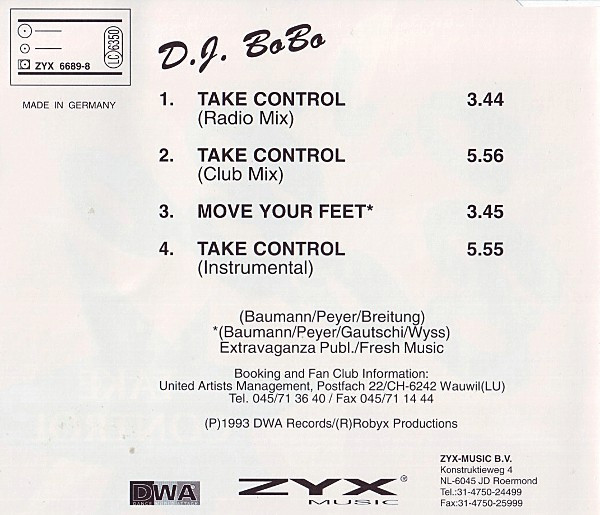 ZYX 6689-8
LC 6350
MADE IN GERMANY
D.J. BoBo
1. TAKE CONTROL 3.44
(Radio Mix)
2. TAKE CONTROL 5.56
(Club Mix)
3. MOVE YOUR FEET* 3.45
4. TAKE CONTROL 5.55
(Instrumental)
(Baumann/Peyer/Breitung)
*(Baumann/Peyer/Gautschi/Wyss)
Extravaganza Publ./Fresh Music
Booking and Fan Club Information:
United Artists Management, Postfach 22/CH-6242 Wauwil(LU)
Tel. 045/71 36 40 / Fax 045/71 14 44
(P)1993 DWA Records/(R)Robyx Productions
DWA
ZYX®
MUSIC
ZYX-MUSIC B.V.
Konstruktieweg 4
NL-6045 JD Roermond
Tel.:31-4750-24499
Fax:31-4750-25999